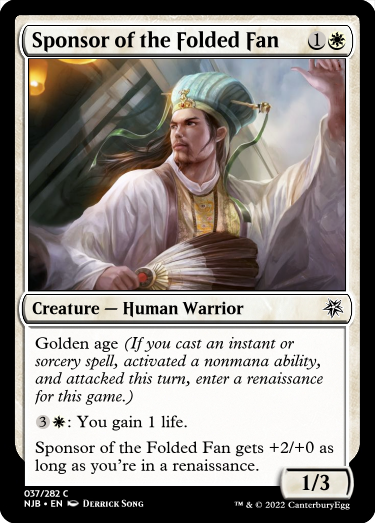 Sponsor of the Folded Fan 1
Creature — Human Warrior
Golden age (If you cast an instant or
sorcery spell, activated a nonmana ability,
and attacked this turn, enter a renaissance
for this game.)
3 : You gain 1 life.
Sponsor of the Folded Fan gets +2/+0 as
long as you're in a renaissance.
1/3
037/282 C
NJB • EN Derrick Song
™ & © 2022 CanterburyEgg